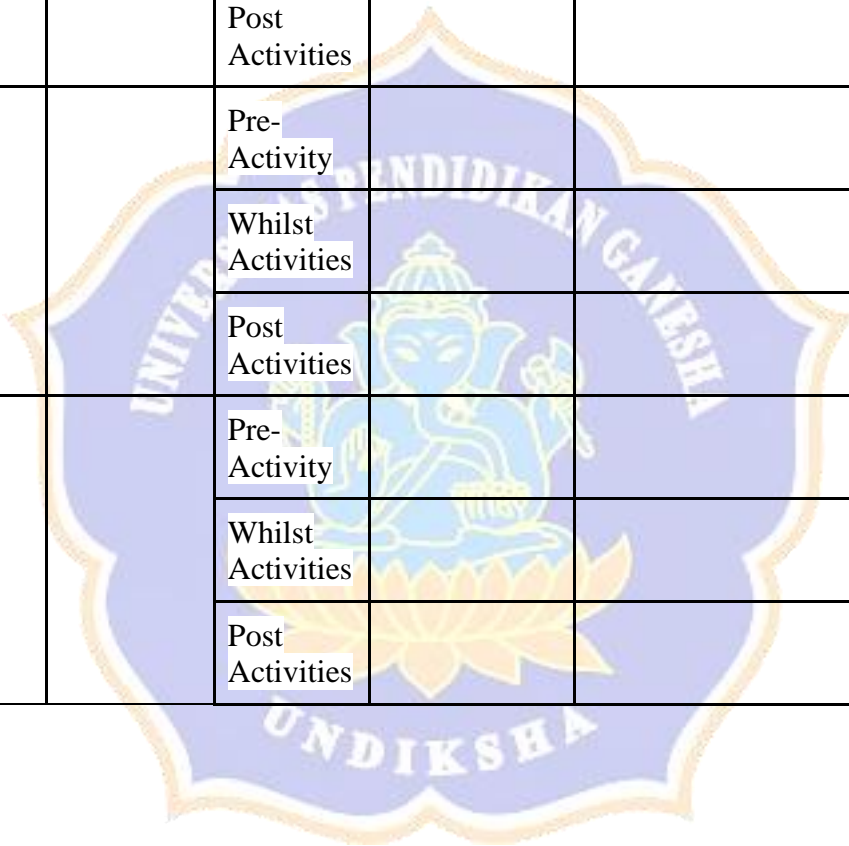 Post
Activities
Pre-
Activity
Whilst
Activities
Post
Activities
Pre-
Activity
Whilst
Activities
Post
Activities
UNIVERSITAS PENDIDIKAN GANESHA
UNDIKSHA